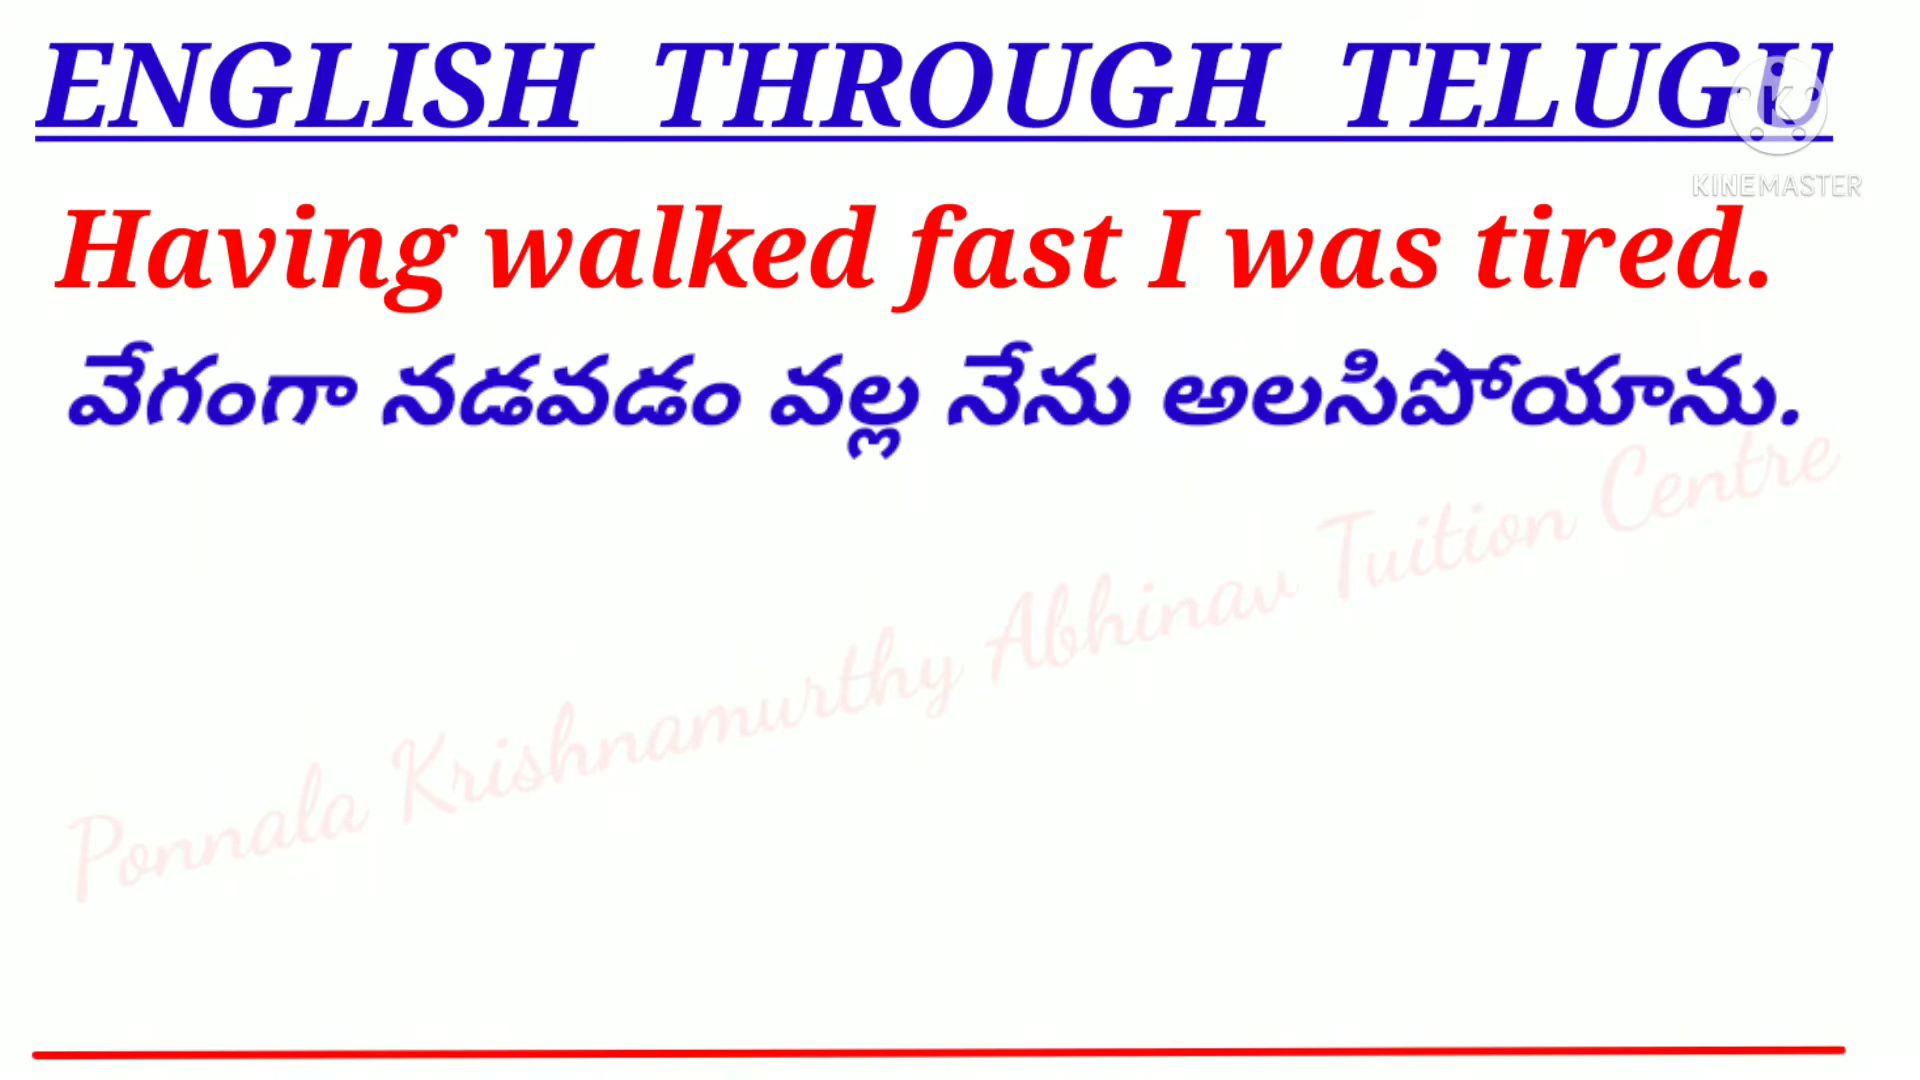 ENGLISH THROUGH TELUGU
KINEMASTER
Having walked fast I was tired.
వేగంగా నడవడం వల్ల నేను అలసిపోయాను.
Ponnala Krishnamurthy Abhinav Tuition Centre